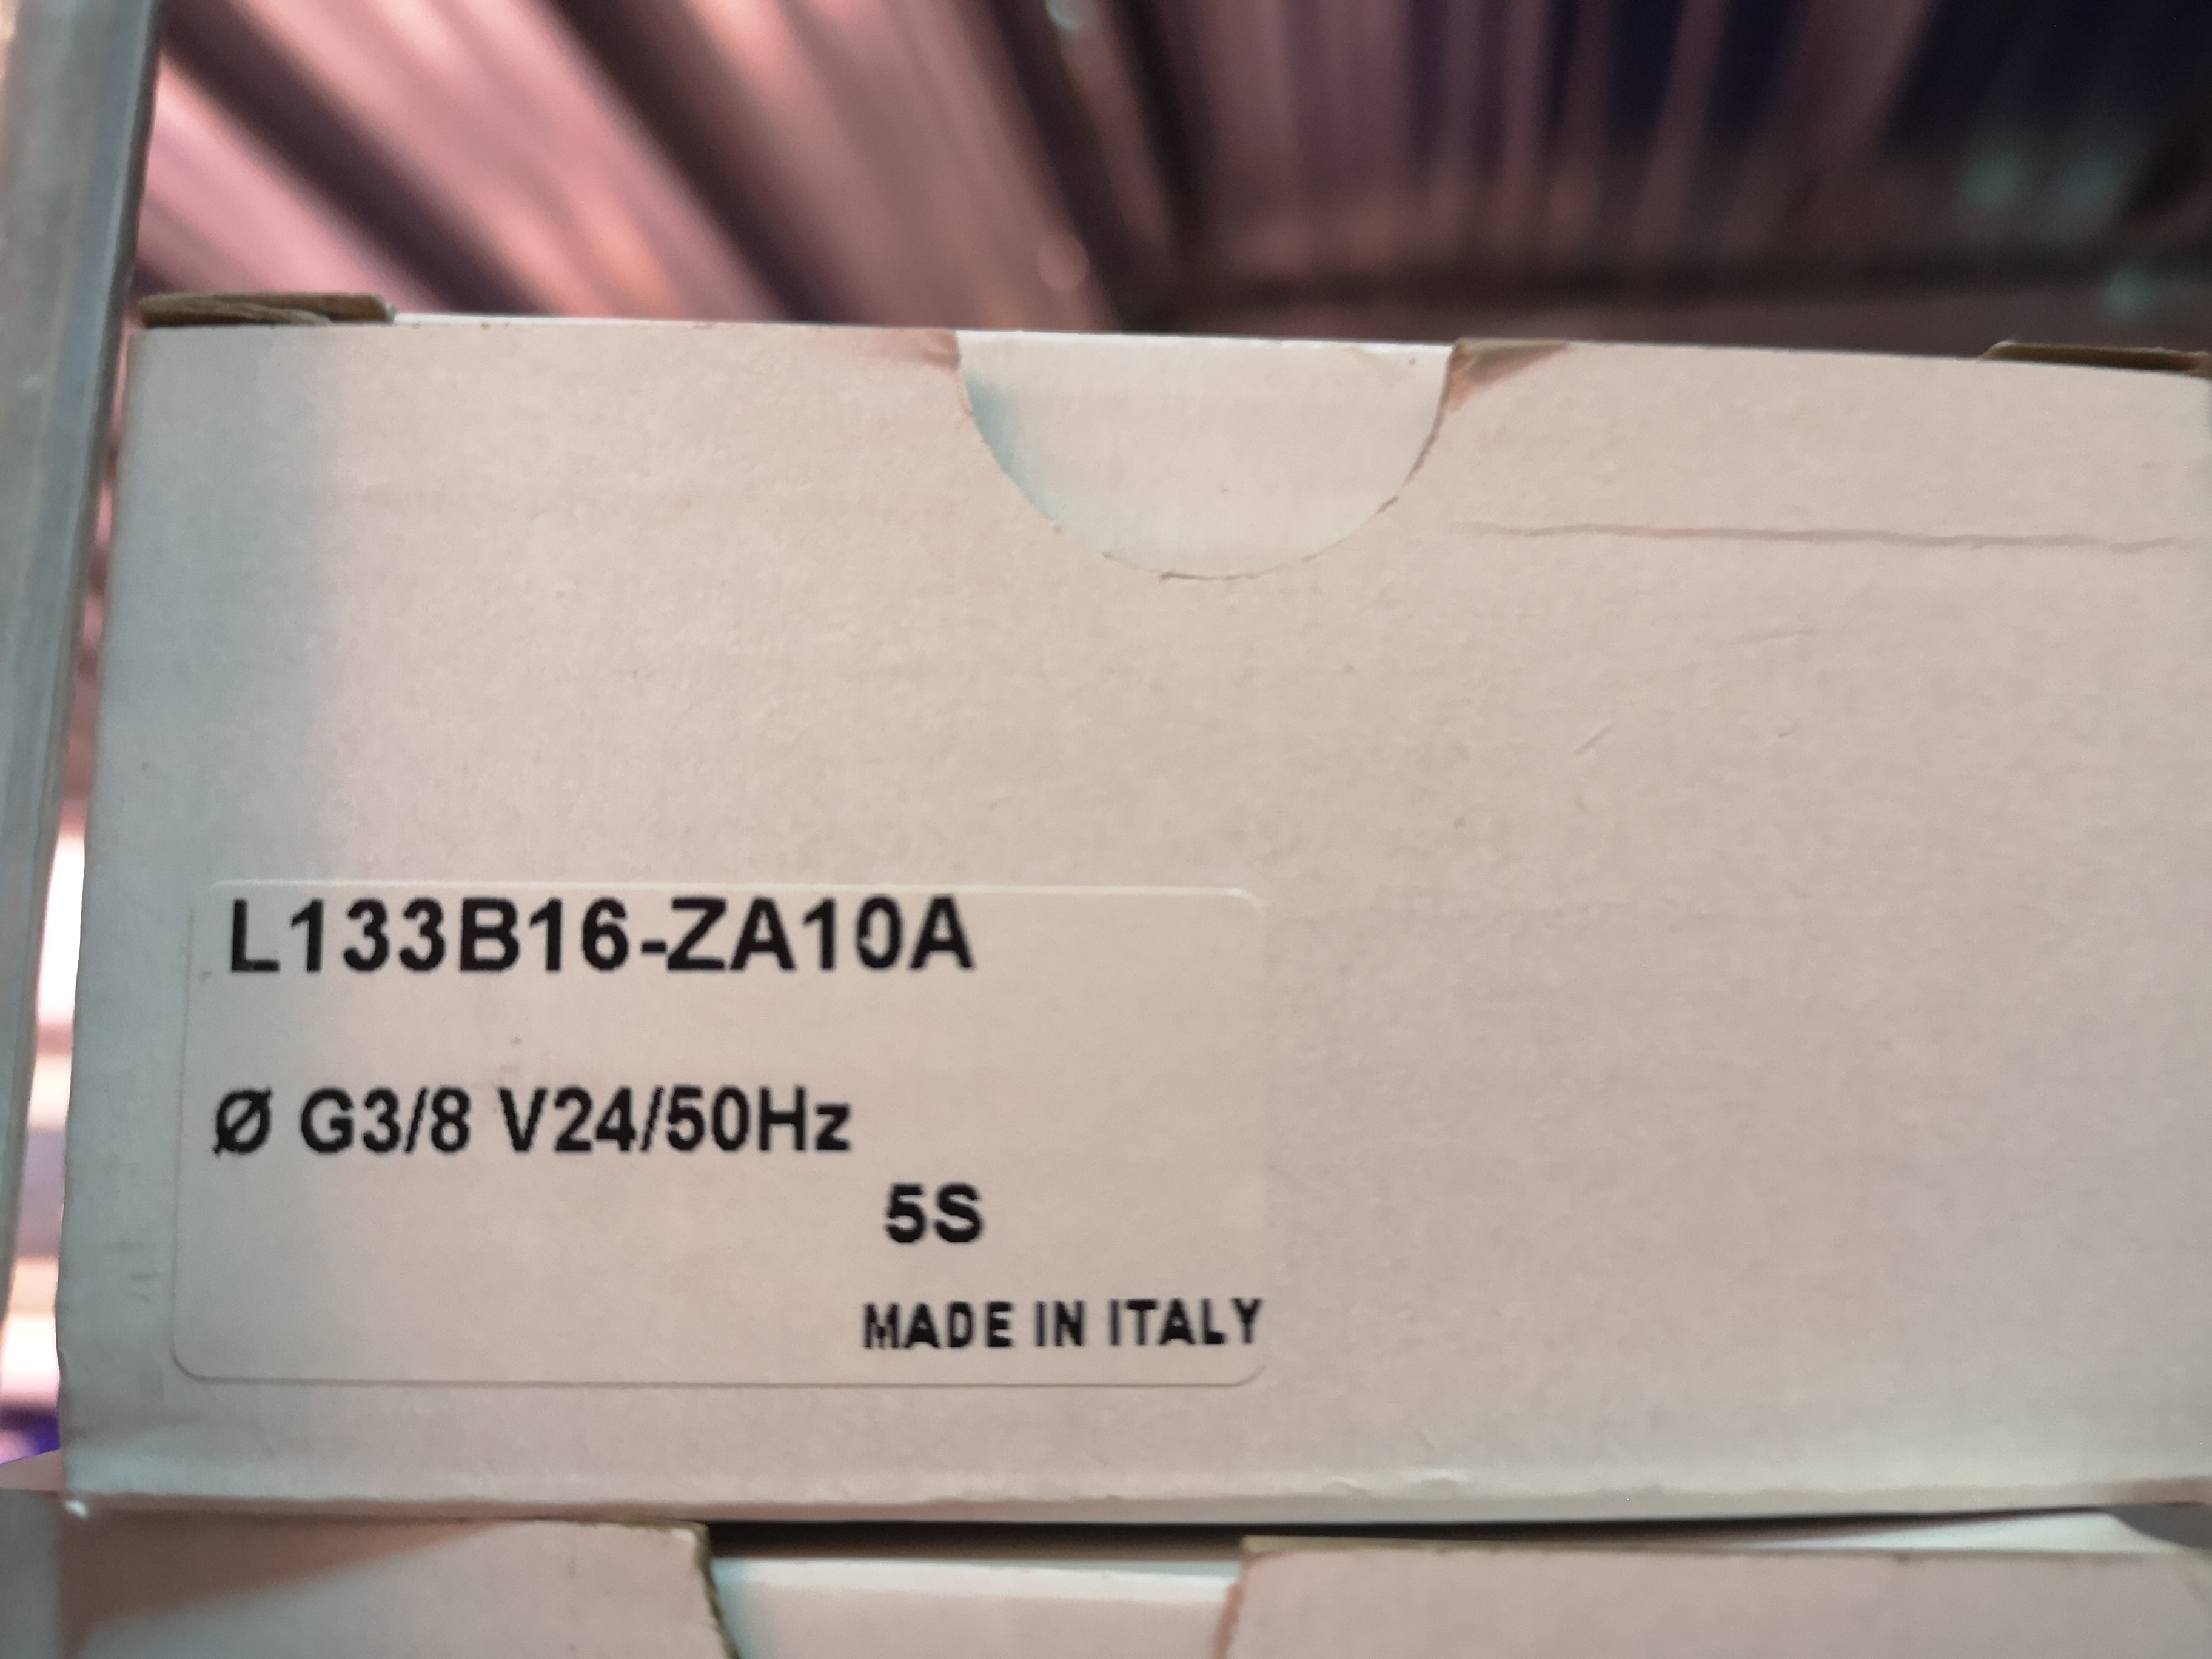 L133B16-ZA10A
Ø G3/8 V24/50Hz
5S
MADE IN ITALY